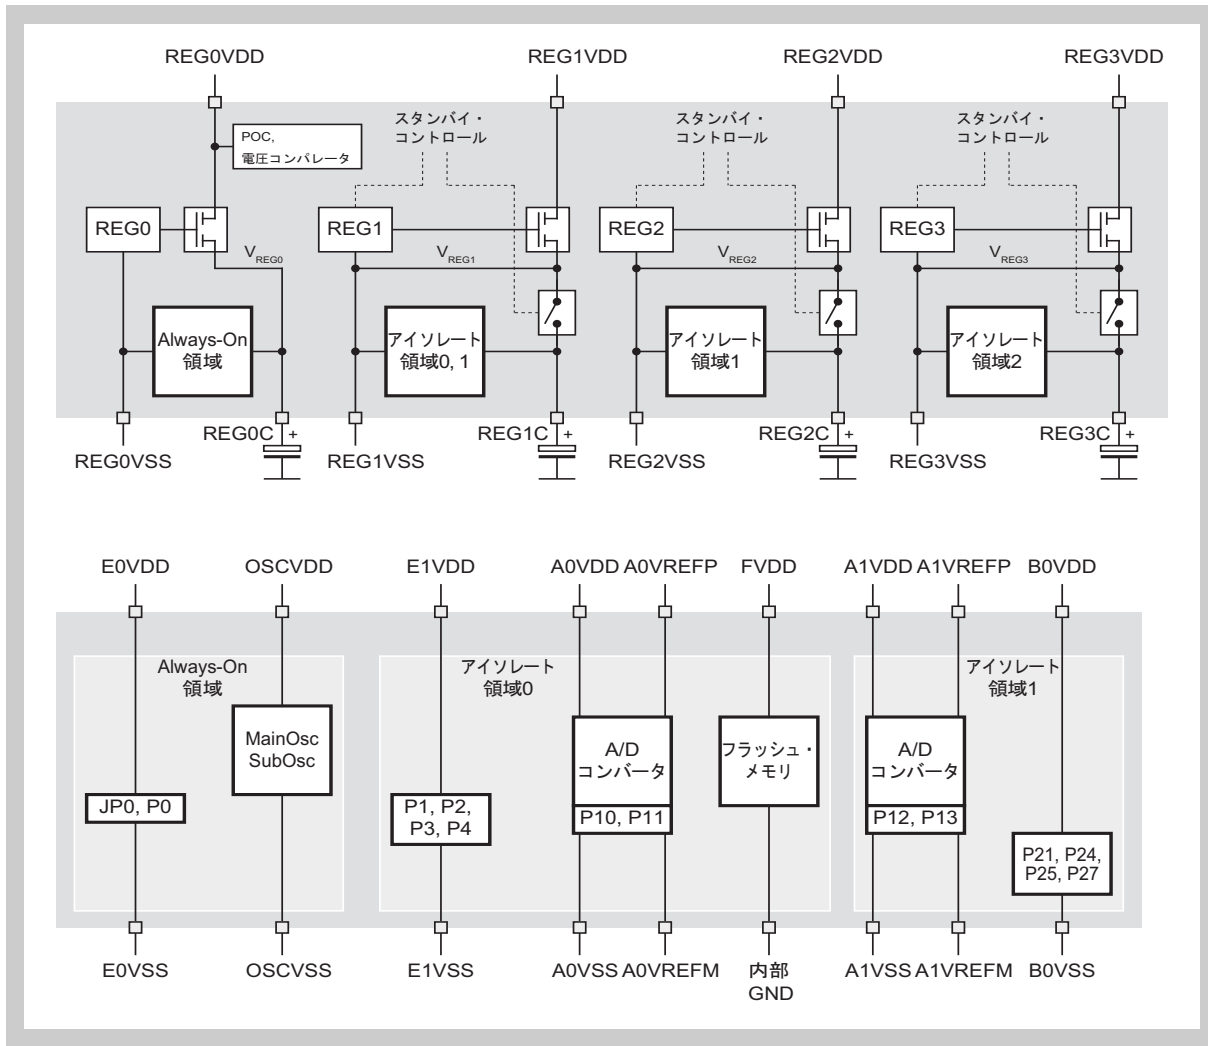 REG0VDD
REG1VDD
REG2VDD
REG3VDD
POC,
電圧コンパレータ
スタンバイ・
コントロール
スタンバイ・
コントロール
スタンバイ・
コントロール
REG0
REG1
REG2
REG3
VREG0
VREG1
VREG2
VREG3
Always-On
領域
アイソレート
領域0, 1
アイソレート
領域1
アイソレート
領域2
REG0C +
REG1C +
REG2C +
REG3C +
REG0VSS
REG1VSS
REG2VSS
REG3VSS
E0VDD
OSCVDD
E1VDD
A0VDD A0VREFP
FVDD
A1VDD A1VREFP
B0VDD
Always-On
領域
アイソレート
領域0
アイソレート
領域1
MainOsc
SubOsc
A/D
コンバータ
フラッシュ・
メモリ
A/D
コンバータ
JP0, P0
P1, P2,
P3, P4
P10, P11
P12, P13
P21, P24,
P25, P27
E0VSS
OSCVSS
E1VSS
A0VSS A0VREFM
内部
GND
A1VSS A1VREFM
B0VSS